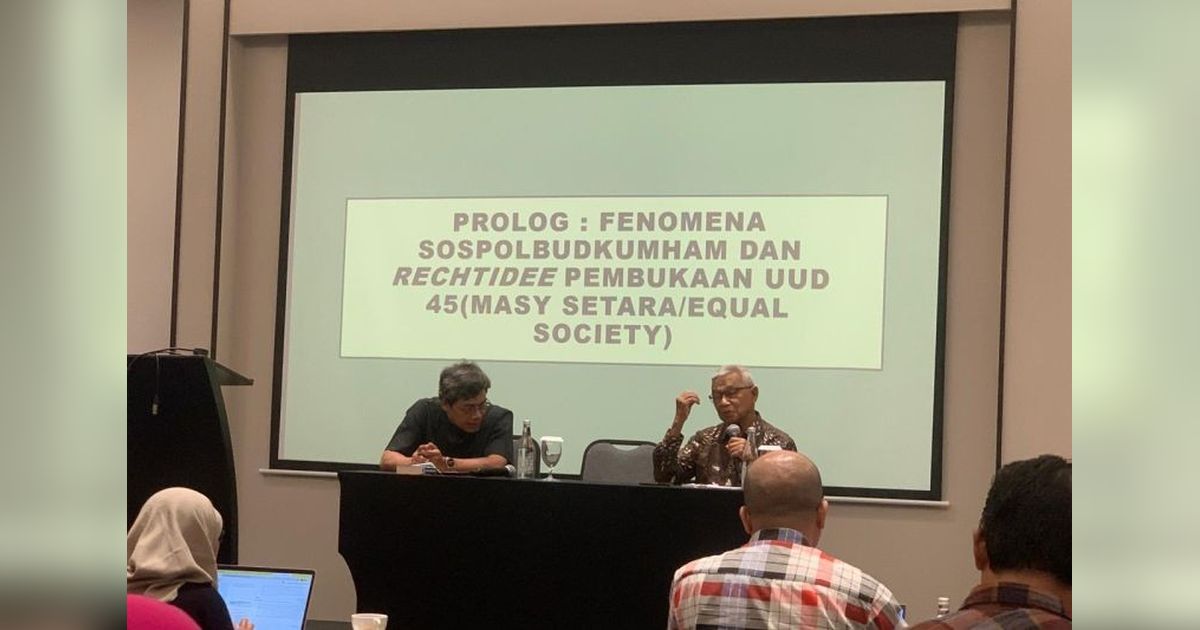 PROLOG : FENOMENA
SOSPOLBUDKUMHAM DAN
RECHTIDEE PEMBUKAAN UUD
45(MASY SETARA/EQUAL
SOCIETY)